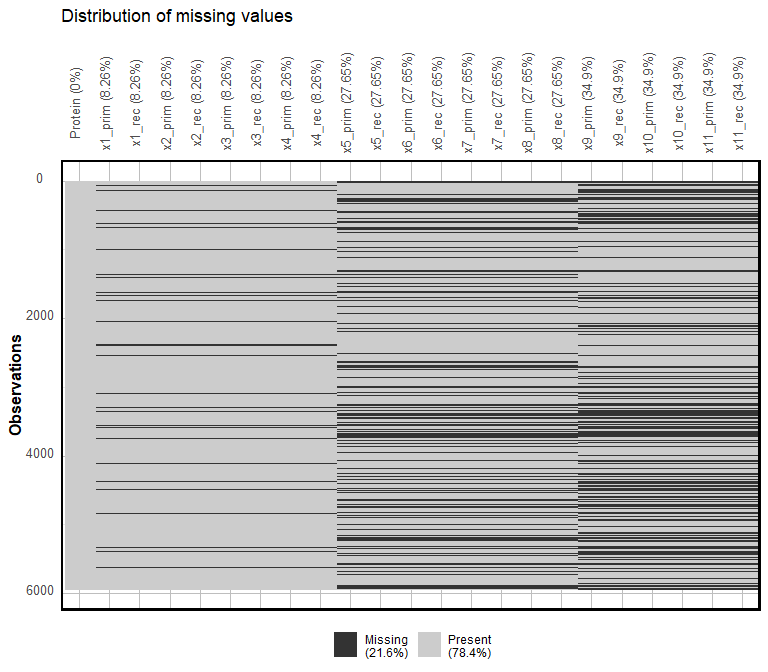 Distribution of missing values
Protein (0%)
x1_prim (8.26%)
x1_rec (8.26%)
x2_prim (8.26%)
x2_rec (8.26%)
x3_prim (8.26%)
x3_rec (8.26%)
x4_prim (8.26%)
x4_rec (8.26%)
x5_prim (27.65%)
x5_rec (27.65%)
x6_prim (27.65%)
x6_rec (27.65%)
x7_prim (27.65%)
x7_rec (27.65%)
x8_prim (27.65%)
x8_rec (27.65%)
x9_prim (34.9%)
x9_rec (34.9%)
x10_prim (34.9%)
x10_rec (34.9%)
x11_prim (34.9%)
x11_rec (34.9%)
Observations
0
2000
4000
6000
Missing
(21.6%)
Present
(78.4%)